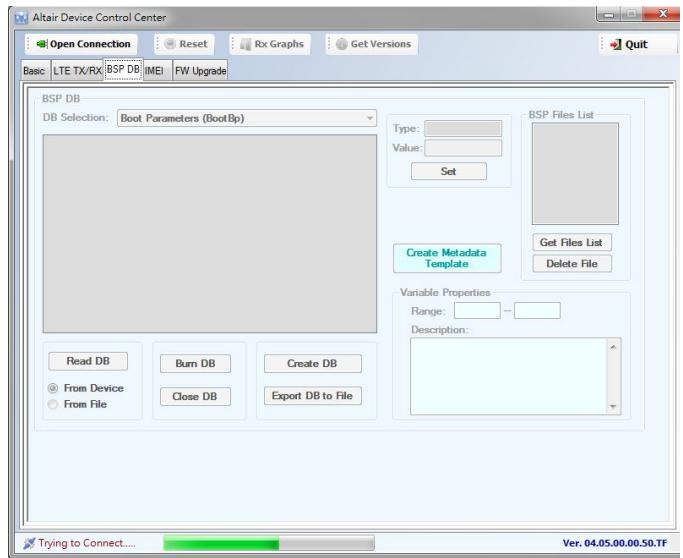 Altair Device Control Center
Open Connection Reset Rx Graphs Get Versions Quit
Basic LTE TX/RX BSP DB IMEI FW Upgrade
BSP DB
DB Selection: Boot Parameters (BootBp)
Type:
Value:
Set
BSP Files List
Get Files List
Delete File
Create Metadata
Template
Variable Properties
Range: --
Description:
Read DB
From Device
From File
Burn DB
Close DB
Create DB
Export DB to File
Trying to Connect..... Ver. 04.05.00.00.50.TF